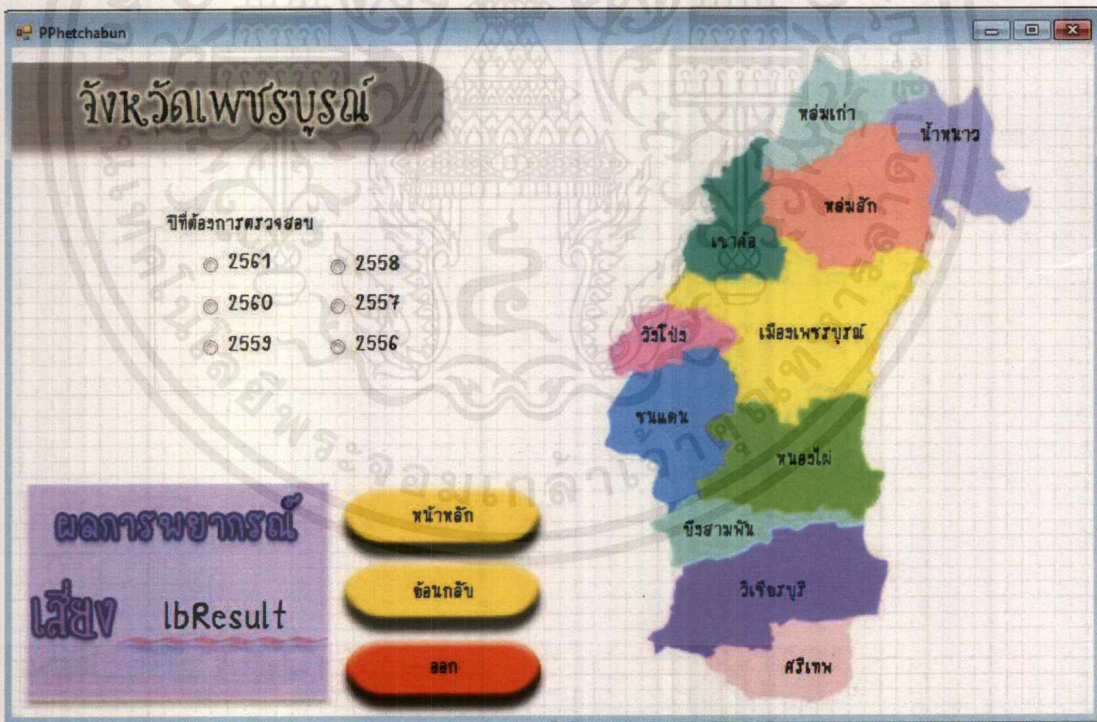 PPhetchabun
จังหวัดเพชรบูรณ์
ปีที่ต้องการตรวจสอบ
2561
2558
2560
2557
2559
2556
ผลการพยากรณ์
เสี่ยง lbResult
หน้าหลัก
ย้อนกลับ
ออก
หล่มเก่า
น้ำหนาว
หล่มสัก
เขาค้อ
วังโป่ง
เมืองเพชรบูรณ์
ชนแดน
หนองไผ่
บึงสามพัน
วิเชียรบุรี
ศรีเทพ